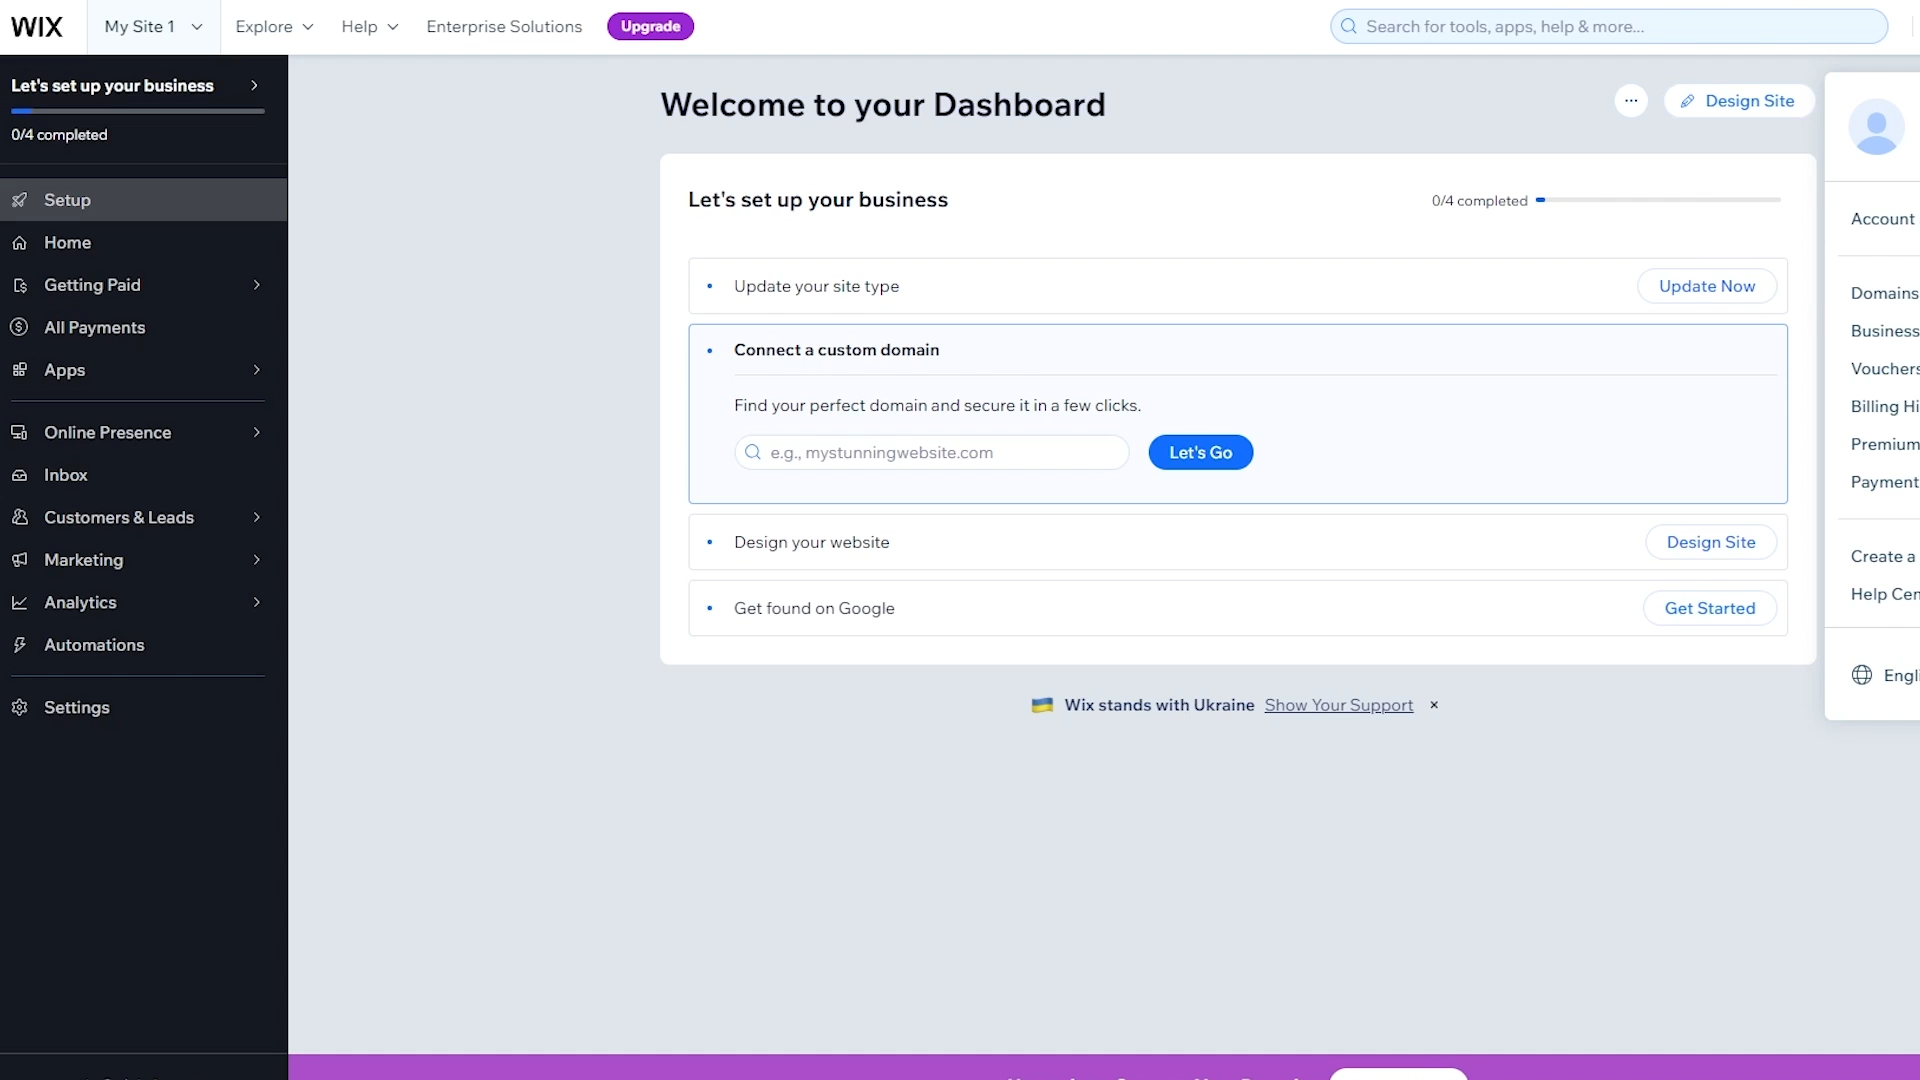 WIX
My Site 1
Explore
Help
Enterprise Solutions
Upgrade
Search for tools, apps, help & more...
Let's set up your business
0/4 completed
Setup
Home
Getting Paid
All Payments
Apps
Online Presence
Inbox
Customers & Leads
Marketing
Analytics
Automations
Settings
Welcome to your Dashboard
Design Site
Let's set up your business
0/4 completed
Update your site type
Update Now
Connect a custom domain
Find your perfect domain and secure it in a few clicks.
e.g., mystunningwebsite.com
Let's Go
Design your website
Design Site
Get found on Google
Get Started
Wix stands with Ukraine Show Your Support ×
Account
Domains
Business
Vouchers
Billing Hi
Premium
Payment
Create a
Help Cen
Engli